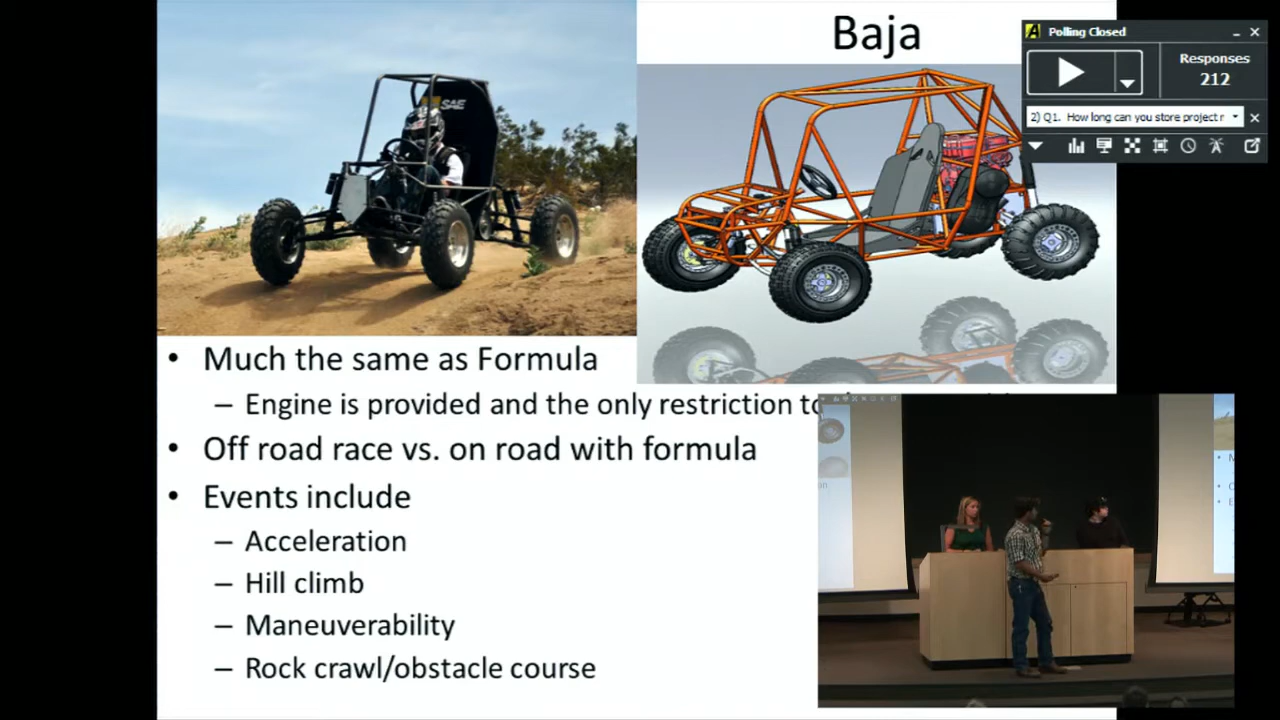 Baja
SAE
Polling Closed
Responses
212
2) Q1. How long can you store project r
Much the same as Formula
– Engine is provided and the only restriction to
Off road race vs. on road with formula
Events include
– Acceleration
– Hill climb
– Maneuverability
– Rock crawl/obstacle course